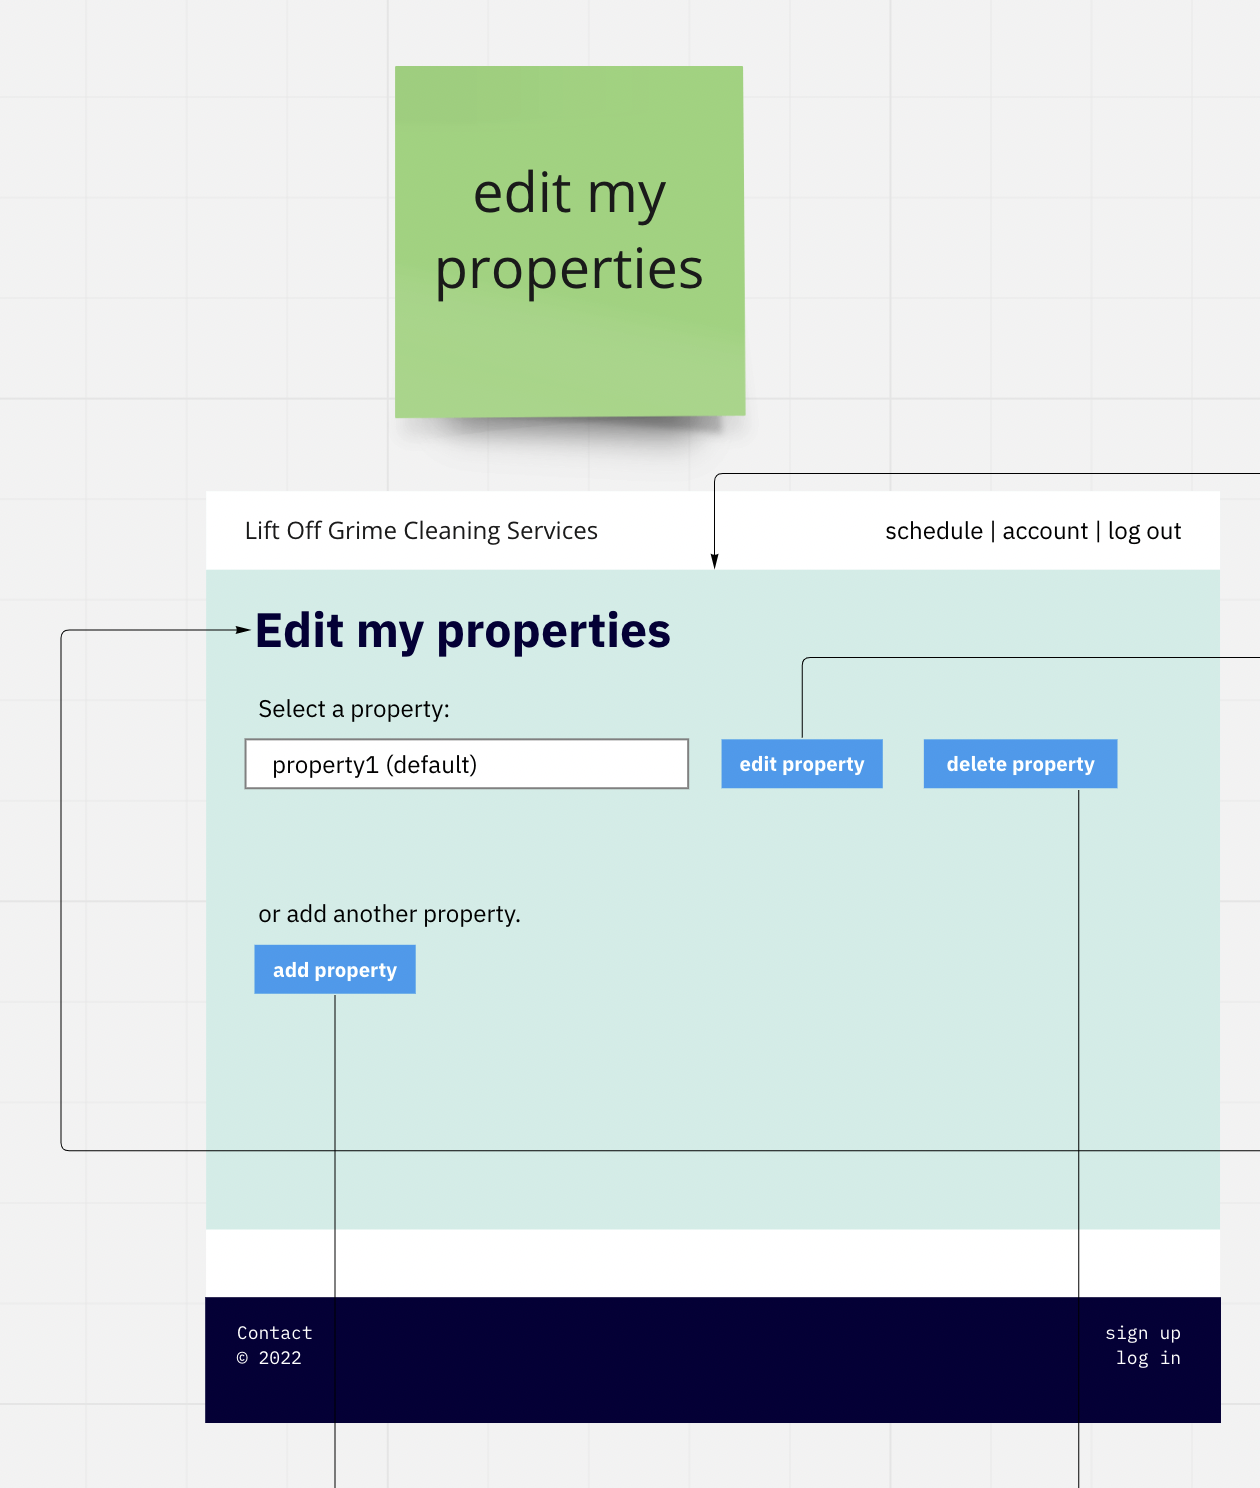 edit my
properties
Lift Off Grime Cleaning Services
schedule | account | log out
Edit my properties
Select a property:
property1 (default)
edit property
delete property
or add another property.
add property
Contact
© 2022
sign up
log in